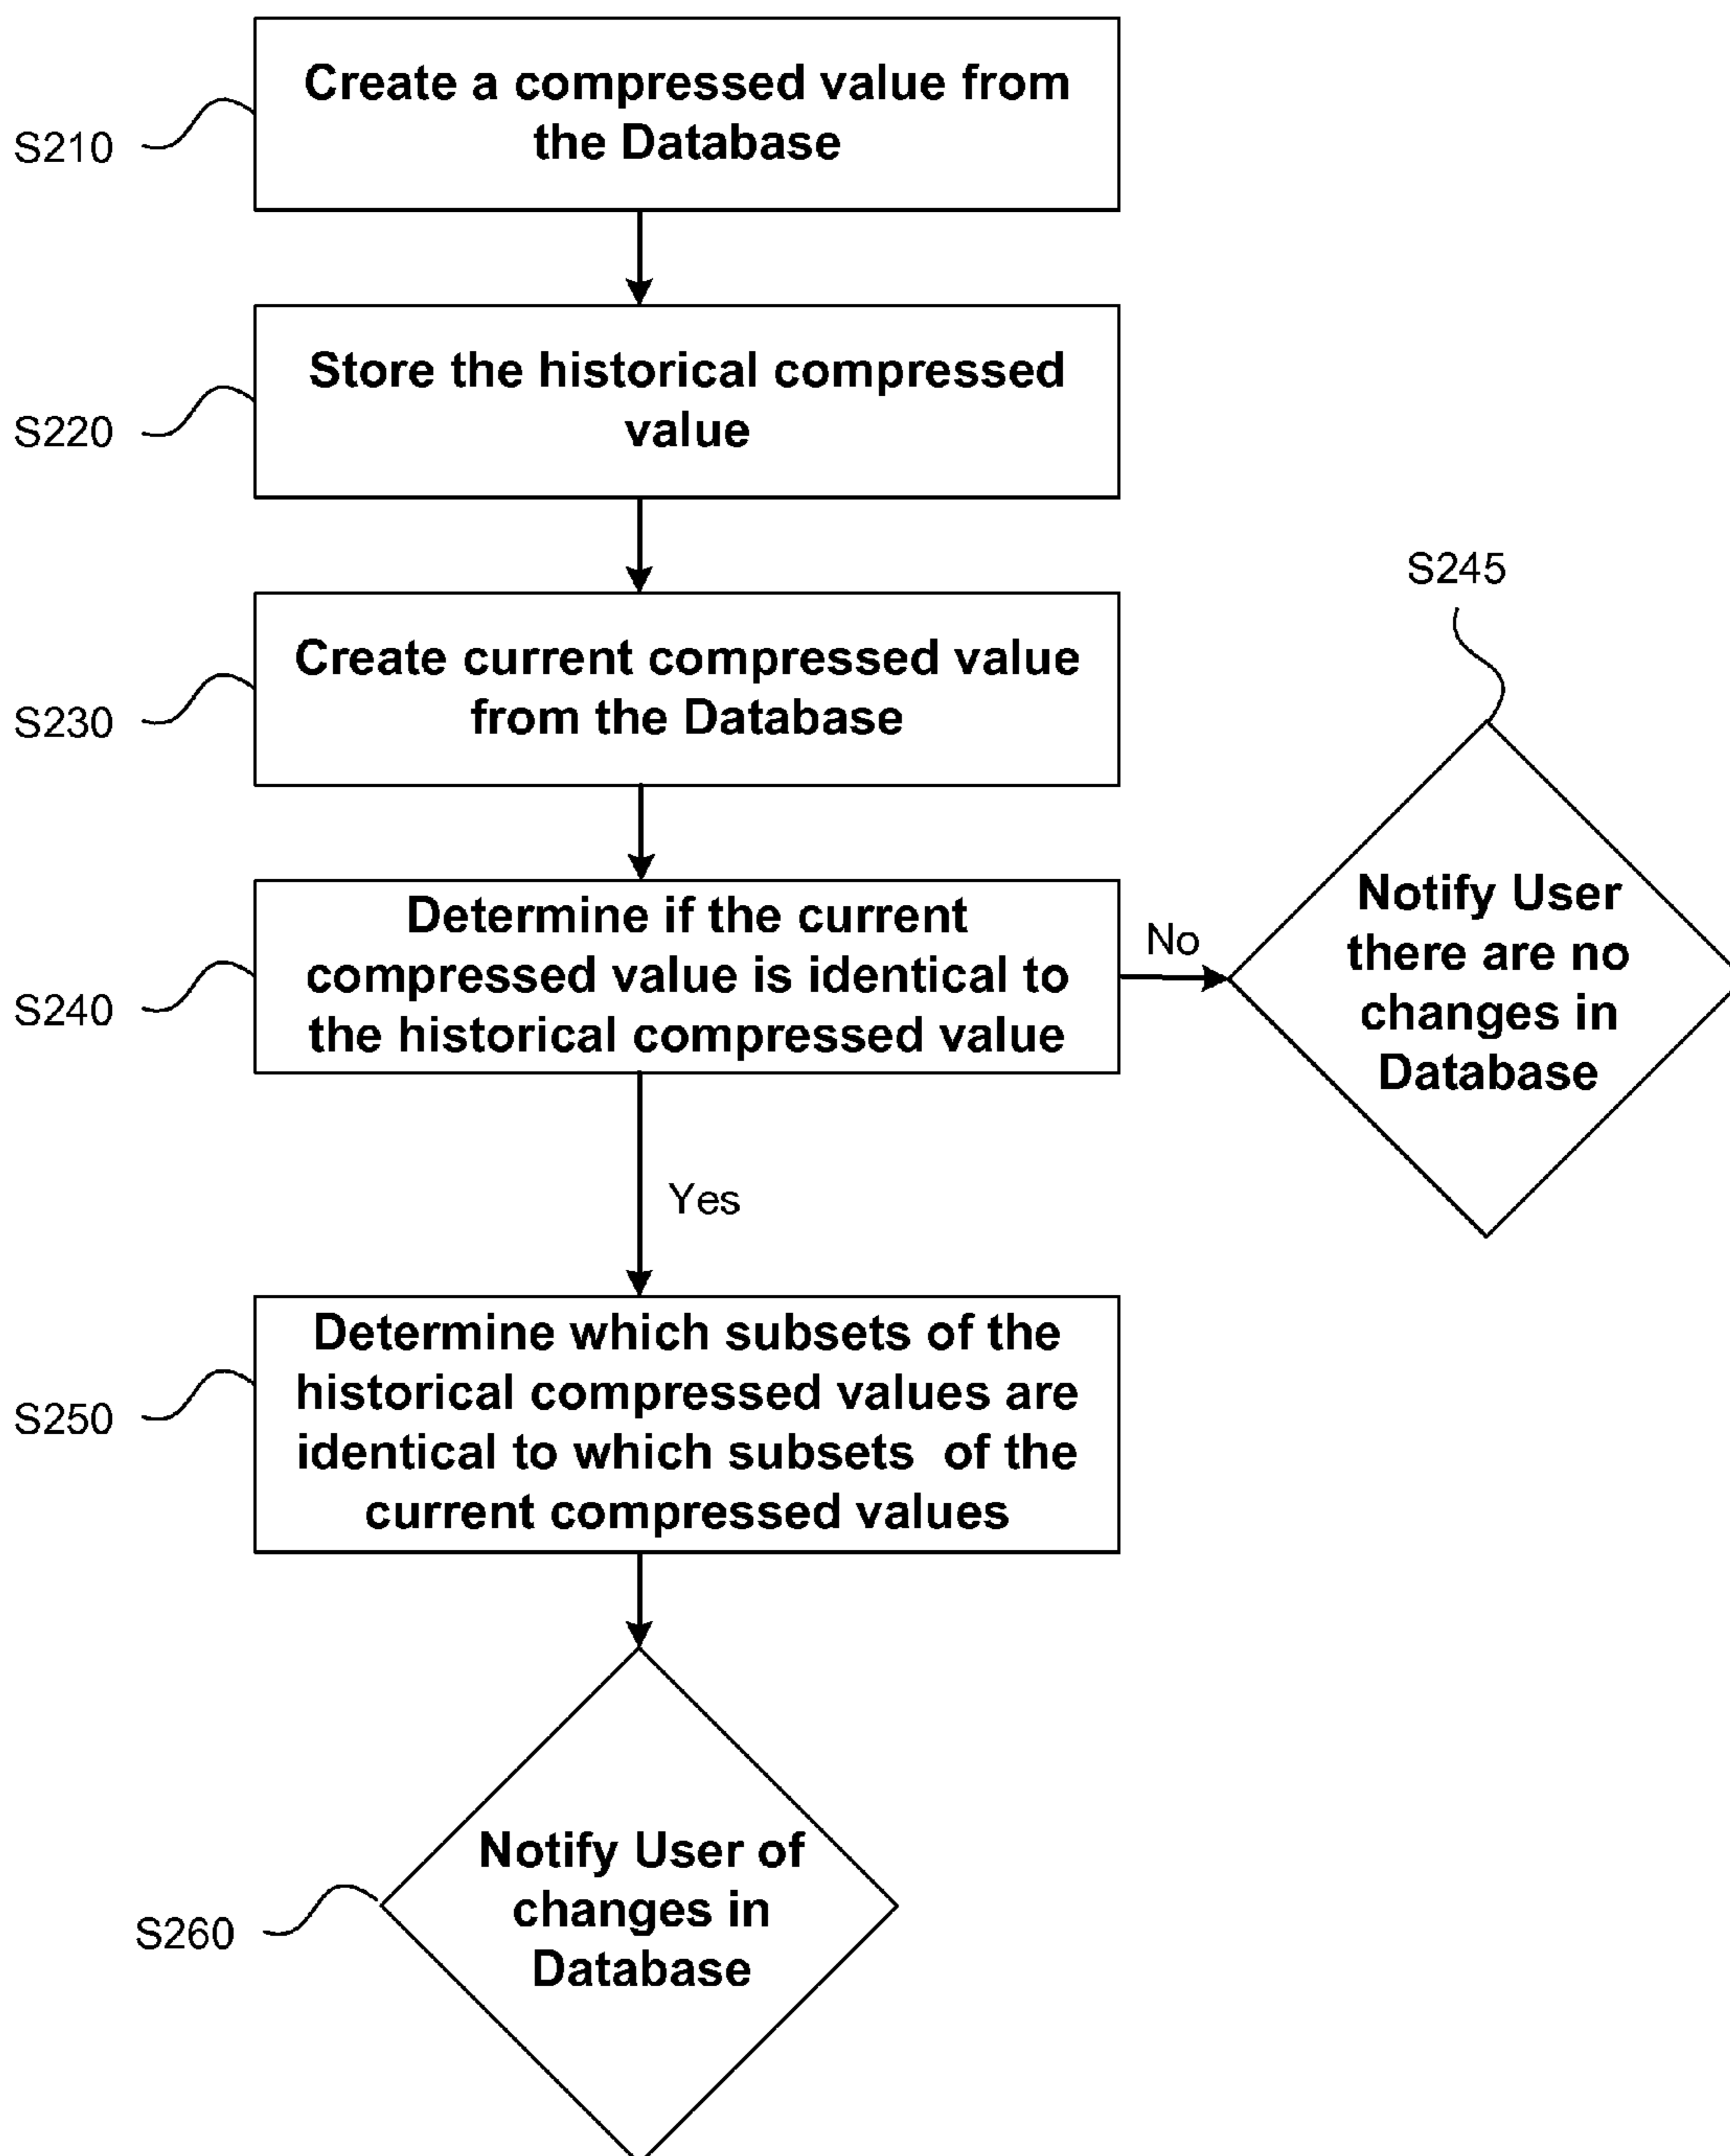 Create a compressed value from
the Database
S210
Store the historical compressed
value
S220
Create current compressed value
from the Database
S230
S245
Determine if the current
compressed value is identical to
the historical compressed value
S240
No
Notify User
there are no
changes in
Database
Yes
Determine which subsets of the
historical compressed values are
identical to which subsets of the
current compressed values
S250
Notify User of
changes in
Database
S260